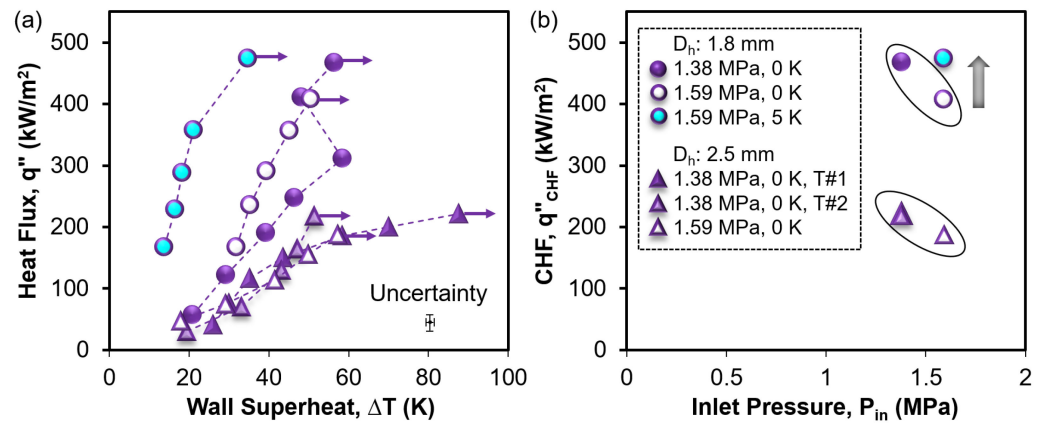 (a)
Heat Flux, q" (kW/m²)
500
400
300
200
100
0
0 20 40 60 80 100
Wall Superheat, ΔT (K)
Uncertainty
(b)
CHF, q"CHF (kW/m²)
500
400
300
200
100
0
0 0.5 1 1.5 2
Inlet Pressure, Pin (MPa)
Dh: 1.8 mm
1.38 MPa, 0 K
1.59 MPa, 0 K
1.59 MPa, 5 K
Dh: 2.5 mm
1.38 MPa, 0 K, T#1
1.38 MPa, 0 K, T#2
1.59 MPa, 0 K